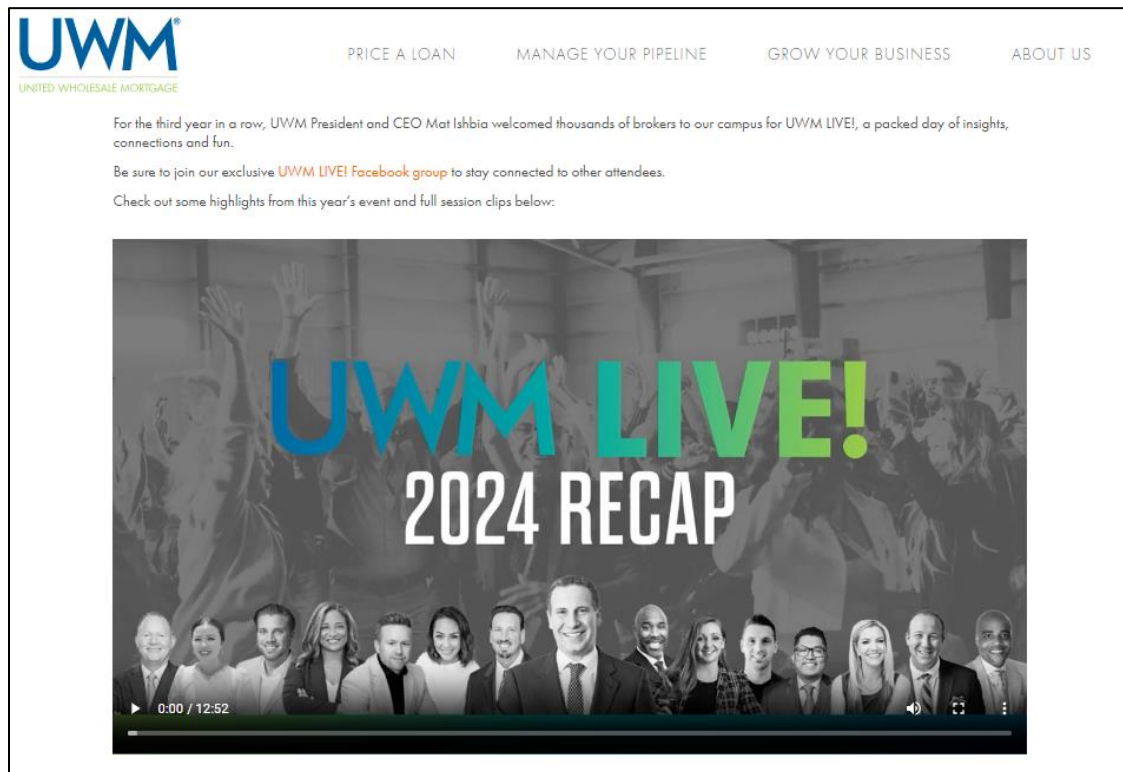 UWM®
UNITED WHOLESALE MORTGAGE
PRICE A LOAN MANAGE YOUR PIPELINE GROW YOUR BUSINESS ABOUT US
For the third year in a row, UWM President and CEO Mat Ishbia welcomed thousands of brokers to our campus for UWM LIVE!, a packed day of insights,
connections and fun.
Be sure to join our exclusive UWM LIVE! Facebook group to stay connected to other attendees.
Check out some highlights from this year's event and full session clips below:
UWM LIVE!
2024 RECAP
0:00 / 12:52